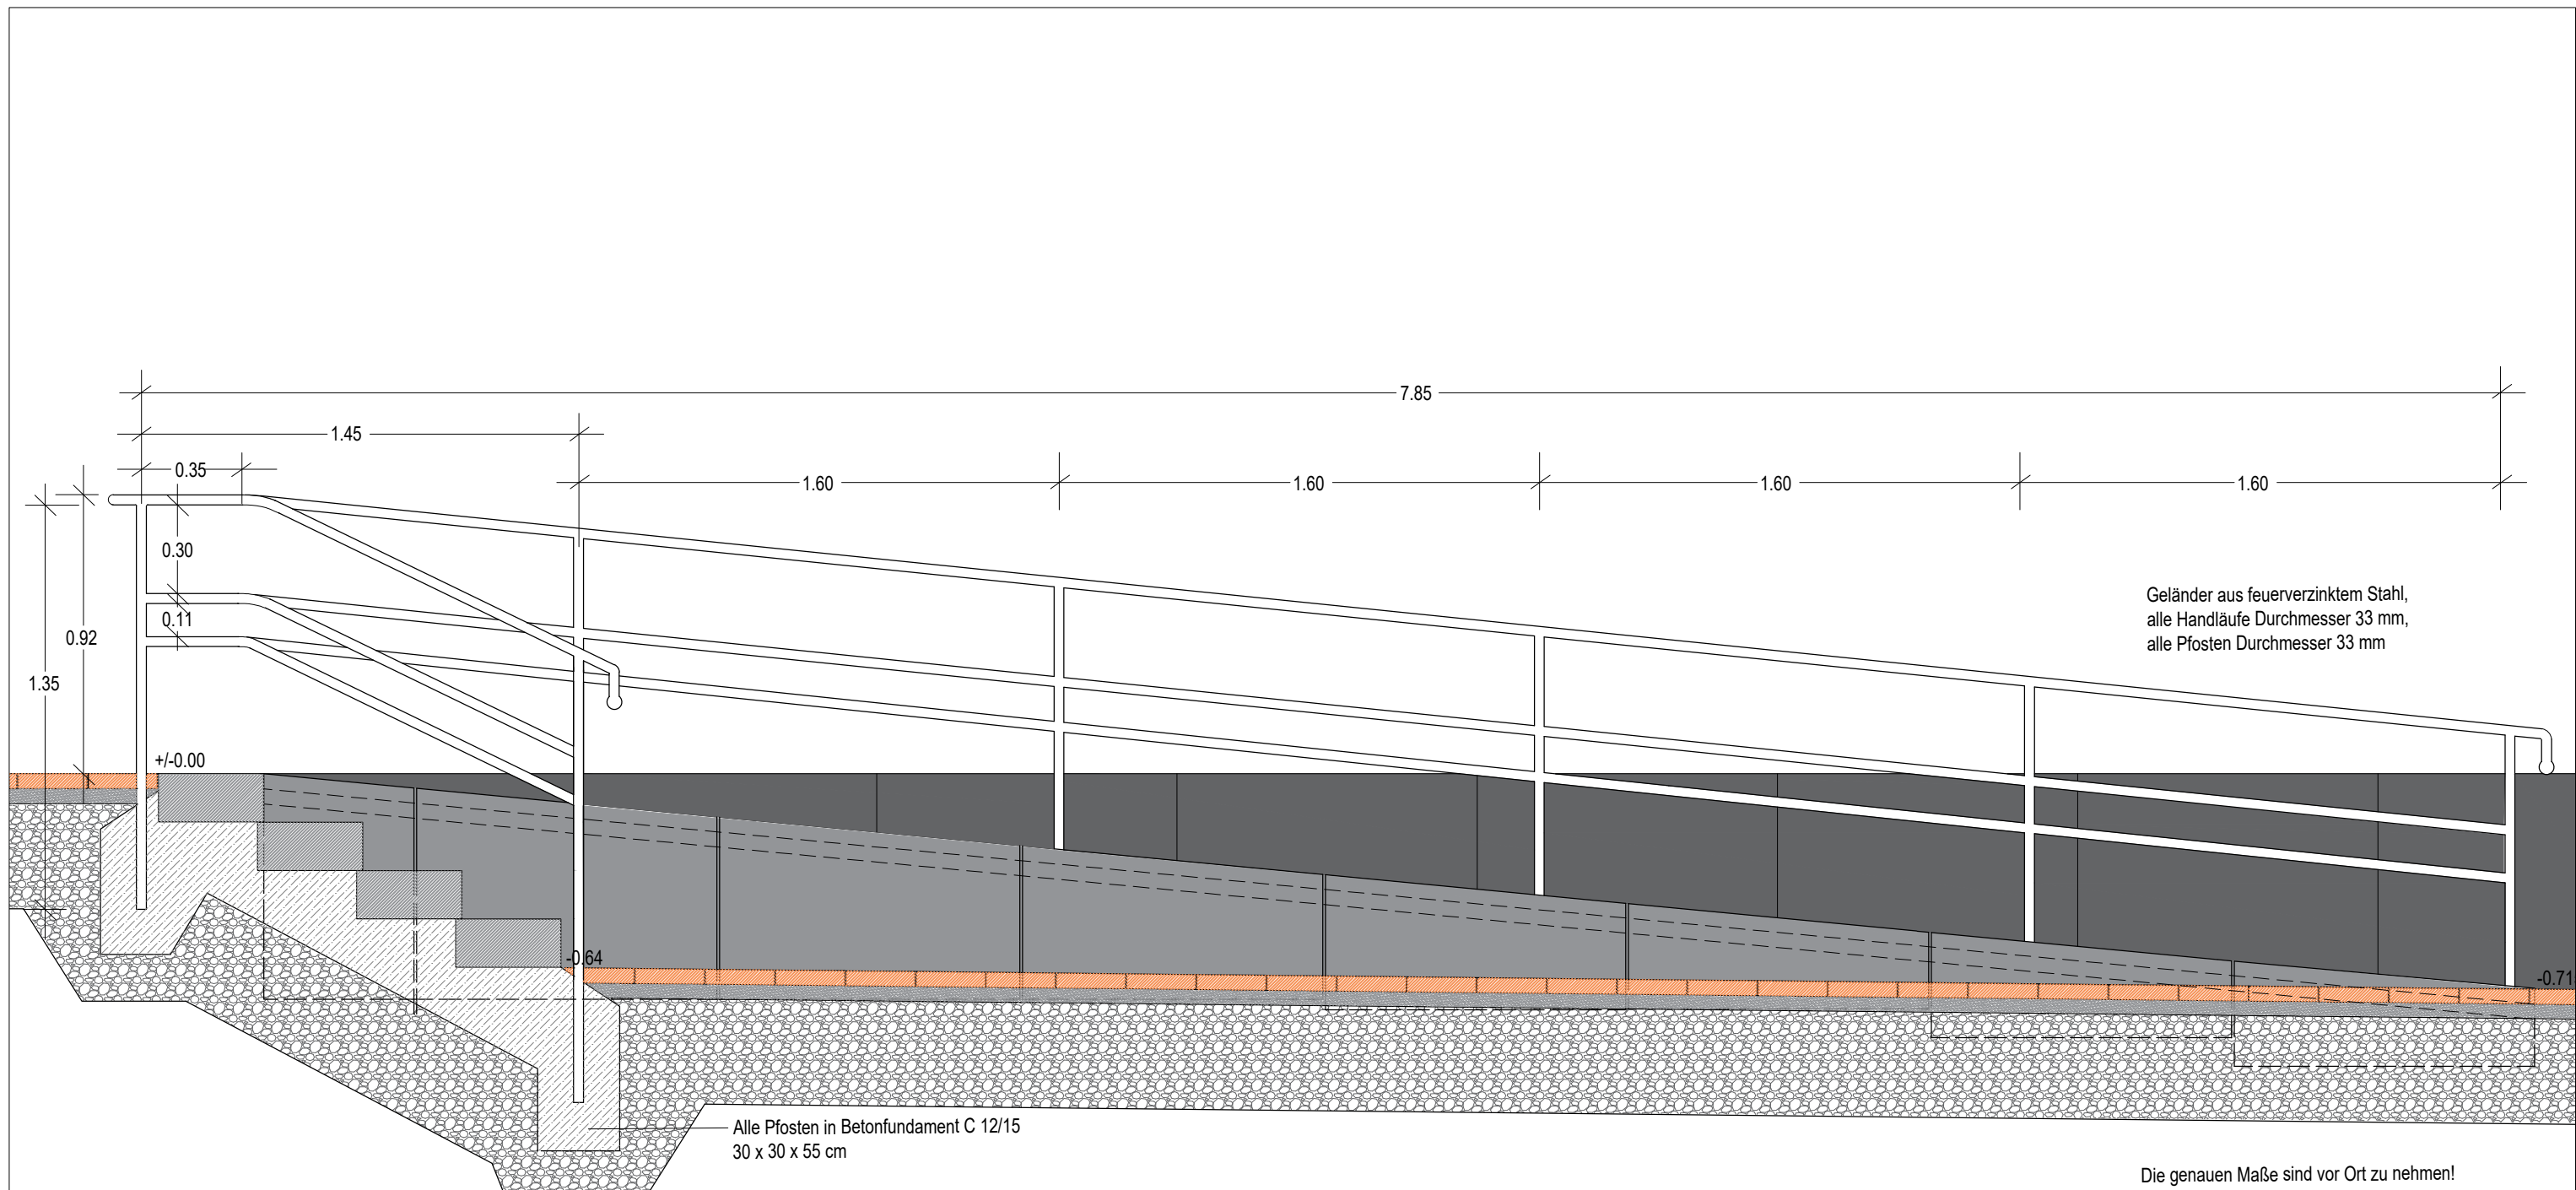 7.85
1.45
0.35
1.60
1.60
1.60
1.60
0.30
0.11
0.92
1.35
Geländer aus feuerverzinktem Stahl,
alle Handläufe Durchmesser 33 mm,
alle Pfosten Durchmesser 33 mm
+/-0.00
-0.64
-0.71
Alle Pfosten in Betonfundament C 12/15
30 x 30 x 55 cm
Die genauen Maße sind vor Ort zu nehmen!